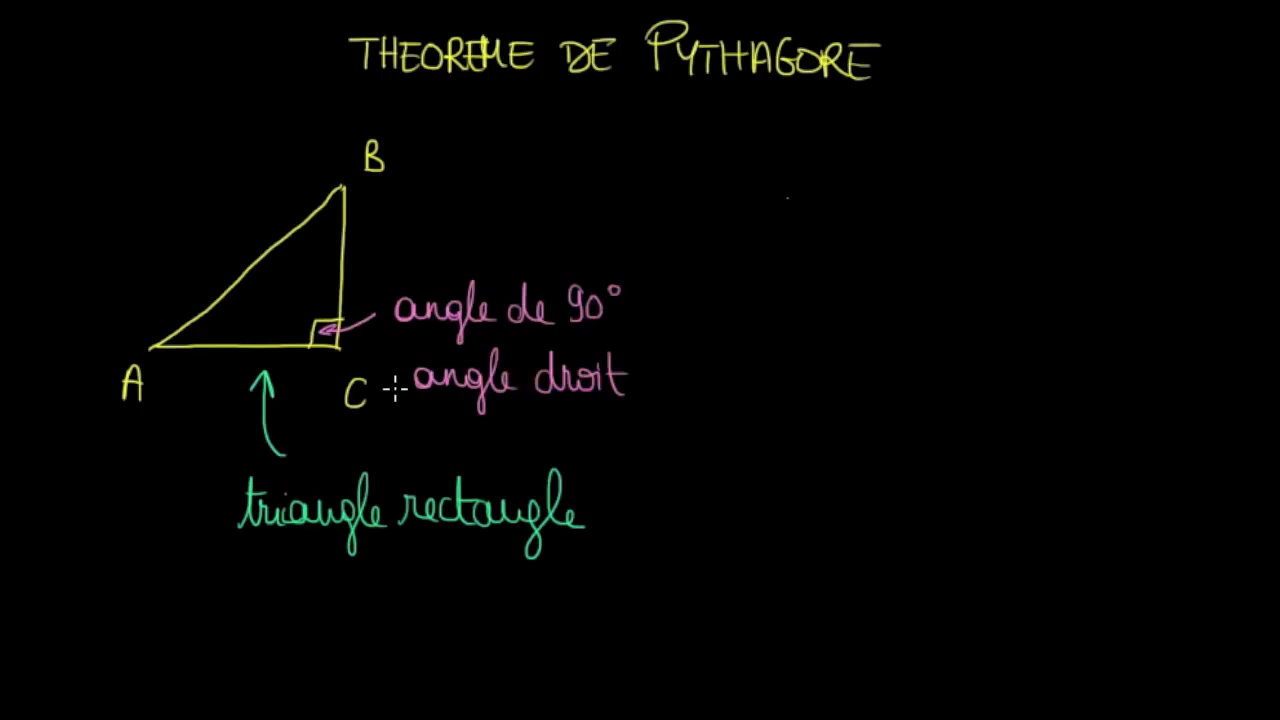 THEOREME DE PYTHAGORE
B
angle de 90°
angle droit
A
C
triangle rectangle